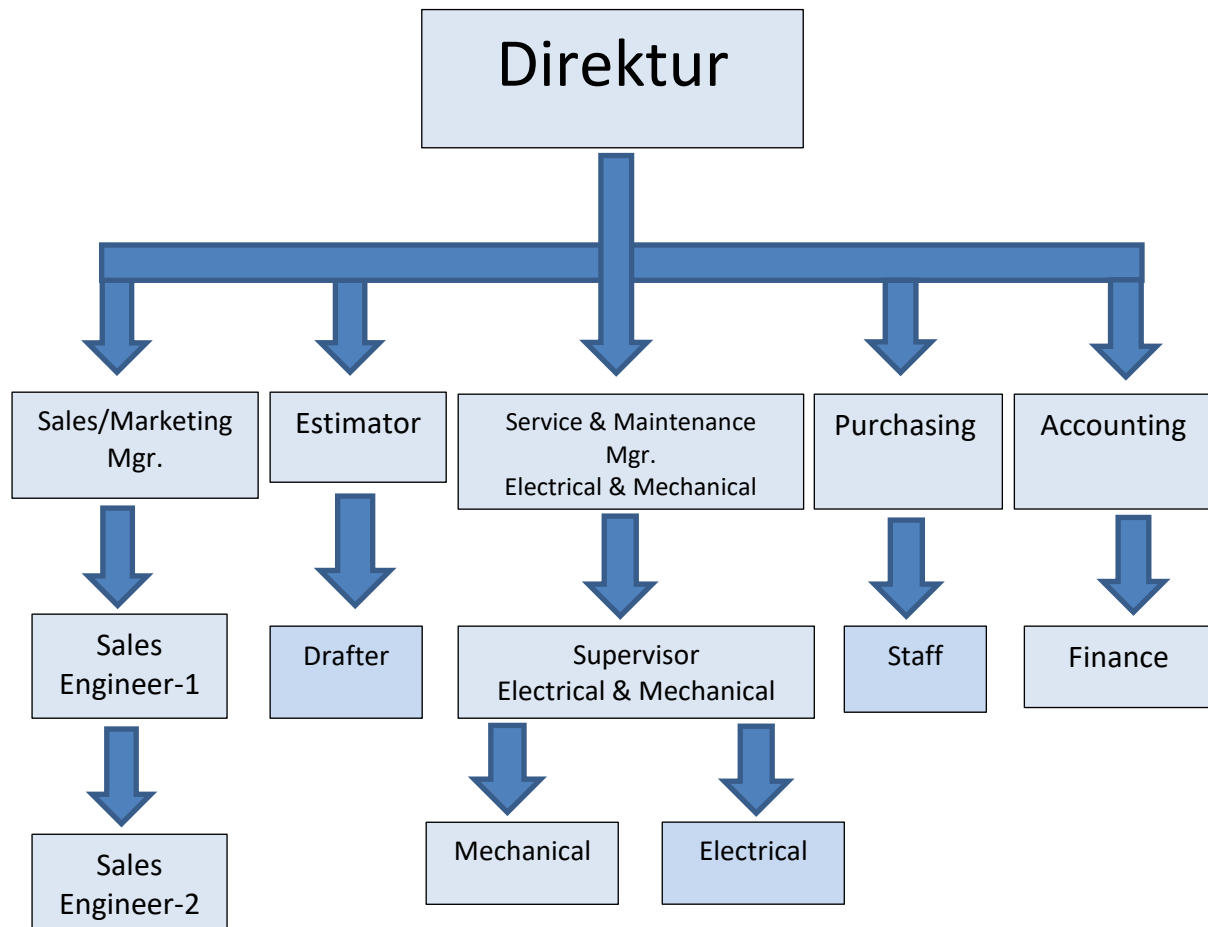 Direktur
Sales/Marketing
Mgr.
Estimator
Service & Maintenance
Mgr.
Electrical & Mechanical
Purchasing
Accounting
Sales
Engineer-1
Drafter
Supervisor
Electrical & Mechanical
Staff
Finance
Sales
Engineer-2
Mechanical
Electrical